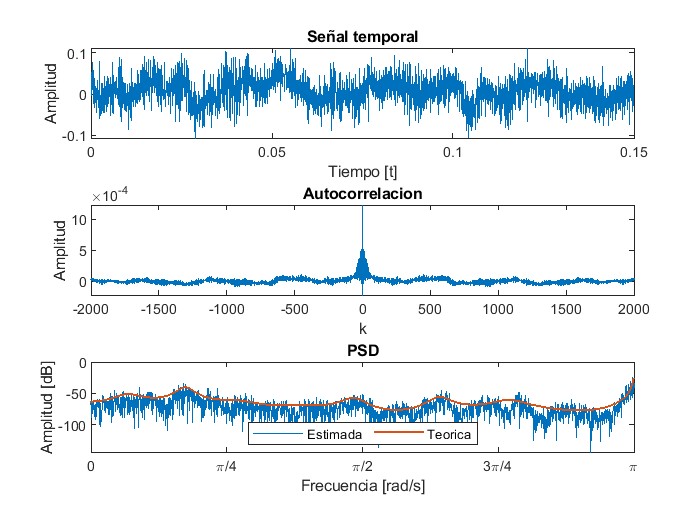 Señal temporal
Amplitud
0.1
0
-0.1
0
0.05
0.1
0.15
Tiempo [t]
×10⁻⁴
Autocorrelacion
Amplitud
10
5
0
-2000
-1500
-1000
-500
0
500
1000
1500
2000
k
PSD
Amplitud [dB]
0
-50
-100
Estimada
Teorica
0
π/4
π/2
3π/4
π
Frecuencia [rad/s]